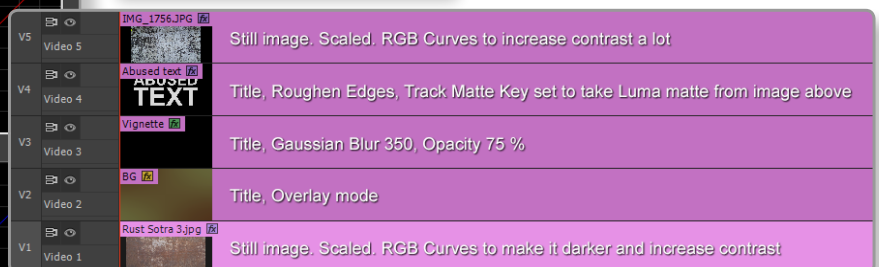 V5
Video 5
IMG_1756.JPG fx
Still image. Scaled. RGB Curves to increase contrast a lot
V4
Video 4
Abused text fx
ABUSED
TEXT
Title, Roughen Edges, Track Matte Key set to take Luma matte from image above
V3
Video 3
Vignette fx
Title, Gaussian Blur 350, Opacity 75 %
V2
Video 2
BG fx
Title, Overlay mode
V1
Video 1
Rust Sotra 3.jpg fx
Still image. Scaled. RGB Curves to make it darker and increase contrast